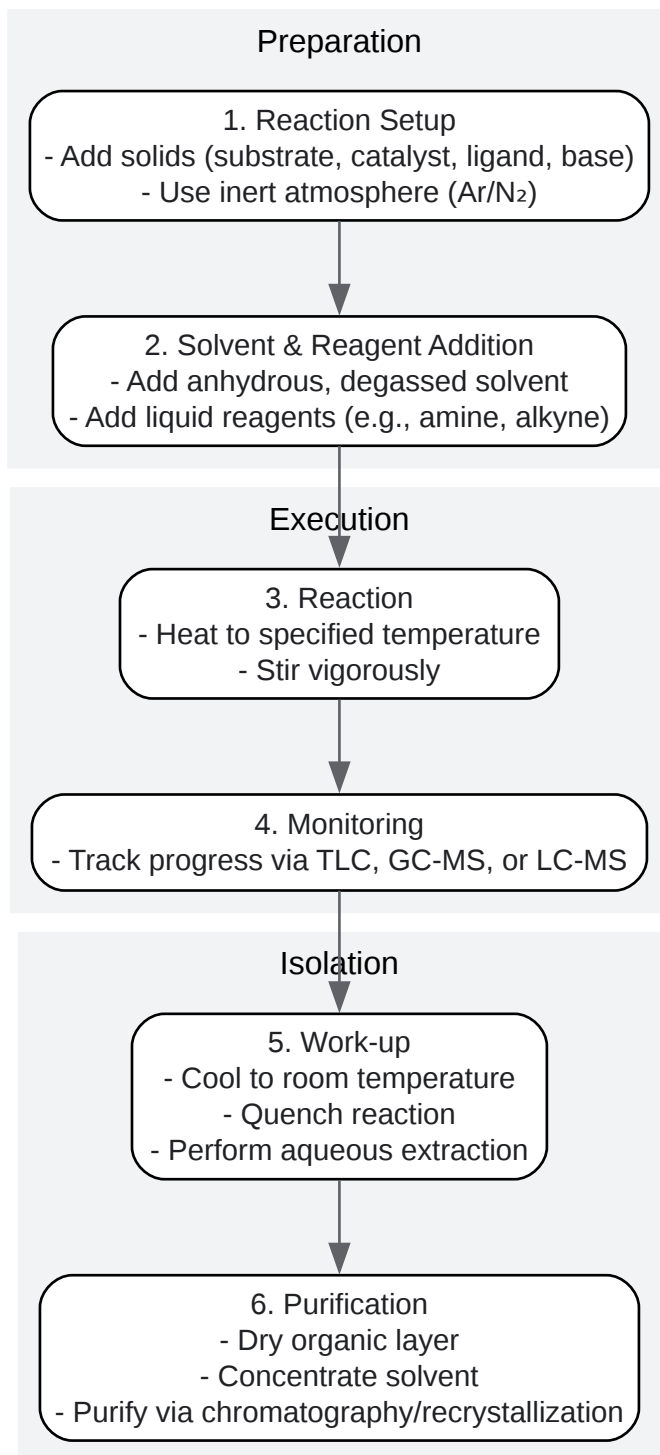 Preparation
1. Reaction Setup
- Add solids (substrate, catalyst, ligand, base)
- Use inert atmosphere (Ar/N₂)
2. Solvent & Reagent Addition
- Add anhydrous, degassed solvent
- Add liquid reagents (e.g., amine, alkyne)
Execution
3. Reaction
- Heat to specified temperature
- Stir vigorously
4. Monitoring
- Track progress via TLC, GC-MS, or LC-MS
Isolation
5. Work-up
- Cool to room temperature
- Quench reaction
- Perform aqueous extraction
6. Purification
- Dry organic layer
- Concentrate solvent
- Purify via chromatography/recrystallization